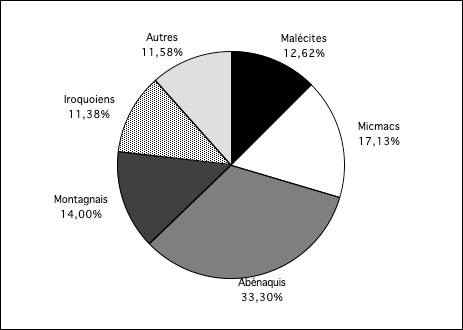 Autres
11,58%
Malécites
12,62%
Iroquoiens
11,38%
Micmacs
17,13%
Montagnais
14,00%
Abénaquis
33,30%